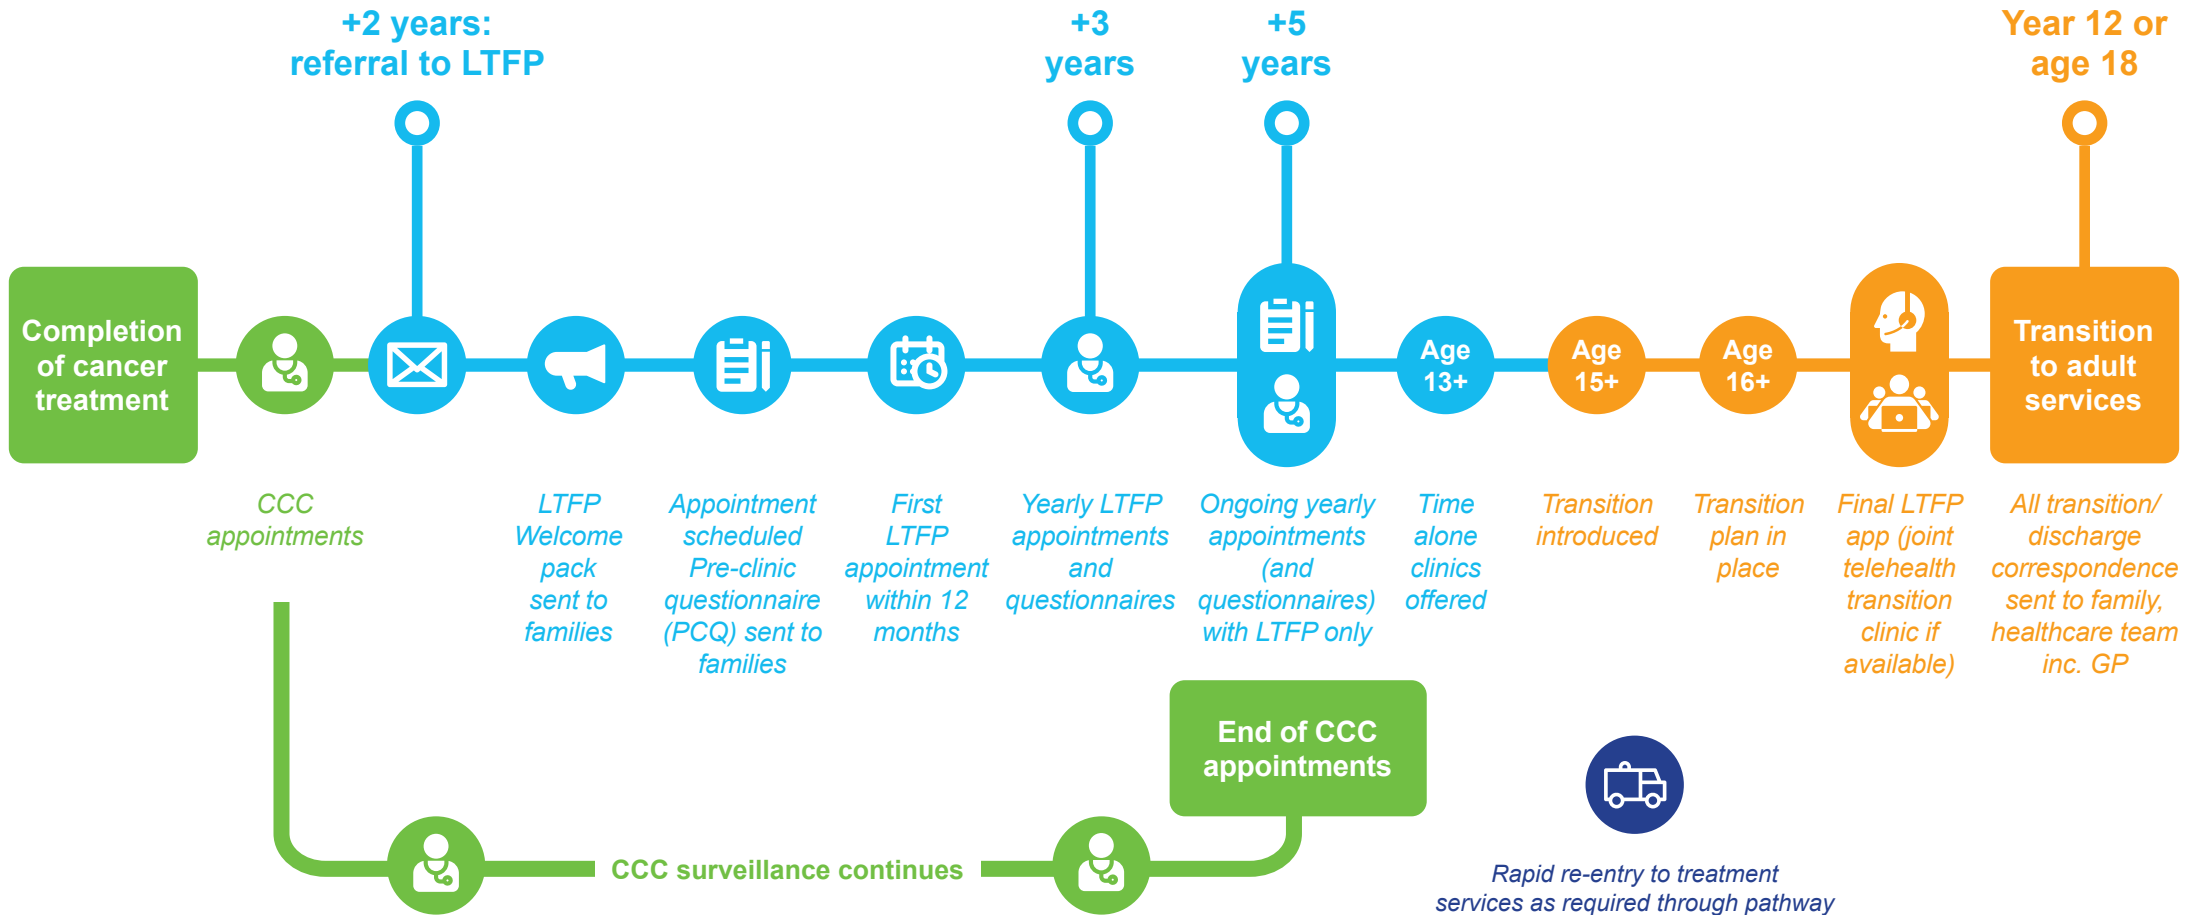 +2 years:
referral to LTFP
+3
years
+5
years
Year 12 or
age 18
Completion
of cancer
treatment
Age
13+
Age
15+
Age
16+
Transition
to adult
services
CCC
appointments
LTFP
Welcome
pack
sent to
families
Appointment
scheduled
Pre-clinic
questionnaire
(PCQ) sent to
families
First
LTFP
appointment
within 12
months
Yearly LTFP
appointments
and
questionnaires
Ongoing yearly
appointments
(and
questionnaires)
with LTFP only
Time
alone
clinics
offered
Transition
introduced
Transition
plan in
place
Final LTFP
app (joint
telehealth
transition
clinic if
available)
All transition/
discharge
correspondence
sent to family,
healthcare team
inc. GP
End of CCC
appointments
CCC surveillance continues
Rapid re-entry to treatment
services as required through pathway